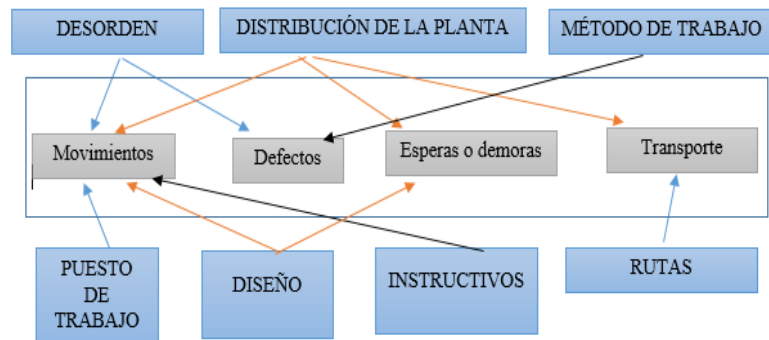 DESORDEN
DISTRIBUCIÓN DE LA PLANTA
MÉTODO DE TRABAJO
Movimientos
Defectos
Esperas o demoras
Transporte
PUESTO
DE
TRABAJO
DISEÑO
INSTRUCTIVOS
RUTAS